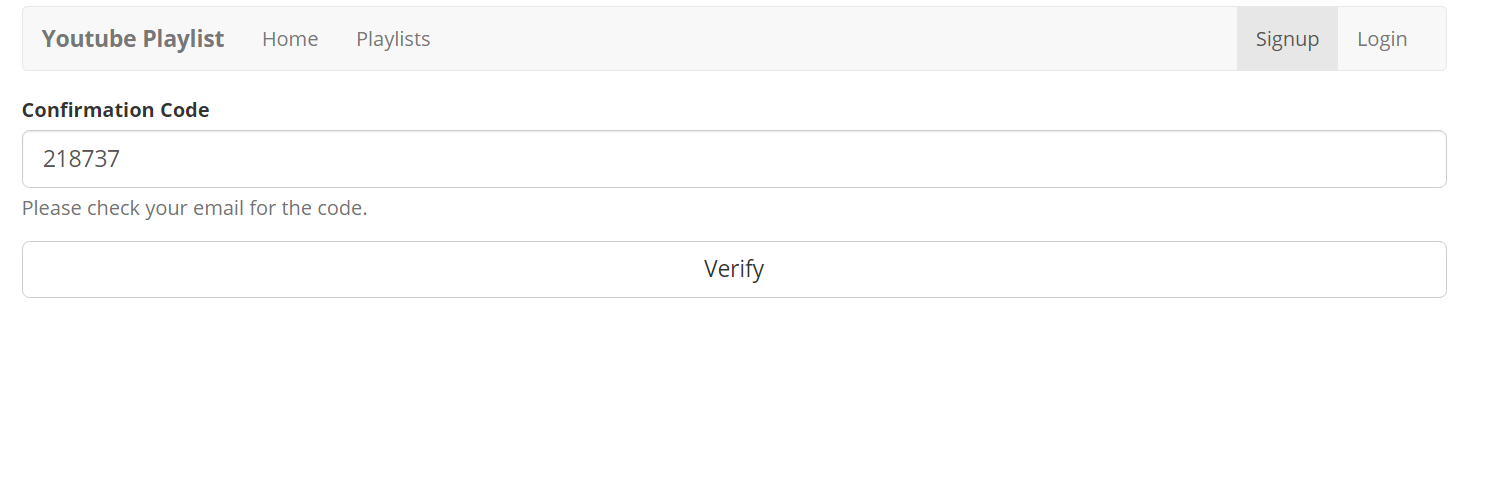 Youtube Playlist Home Playlists Signup Login
Confirmation Code
218737
Please check your email for the code.
Verify